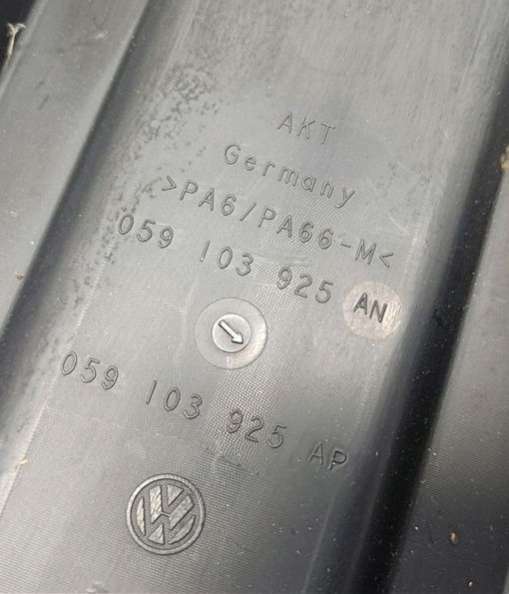 AKT
Germany
>PA6/PA66-M<
059 103 925 AN
059 103 925 AP